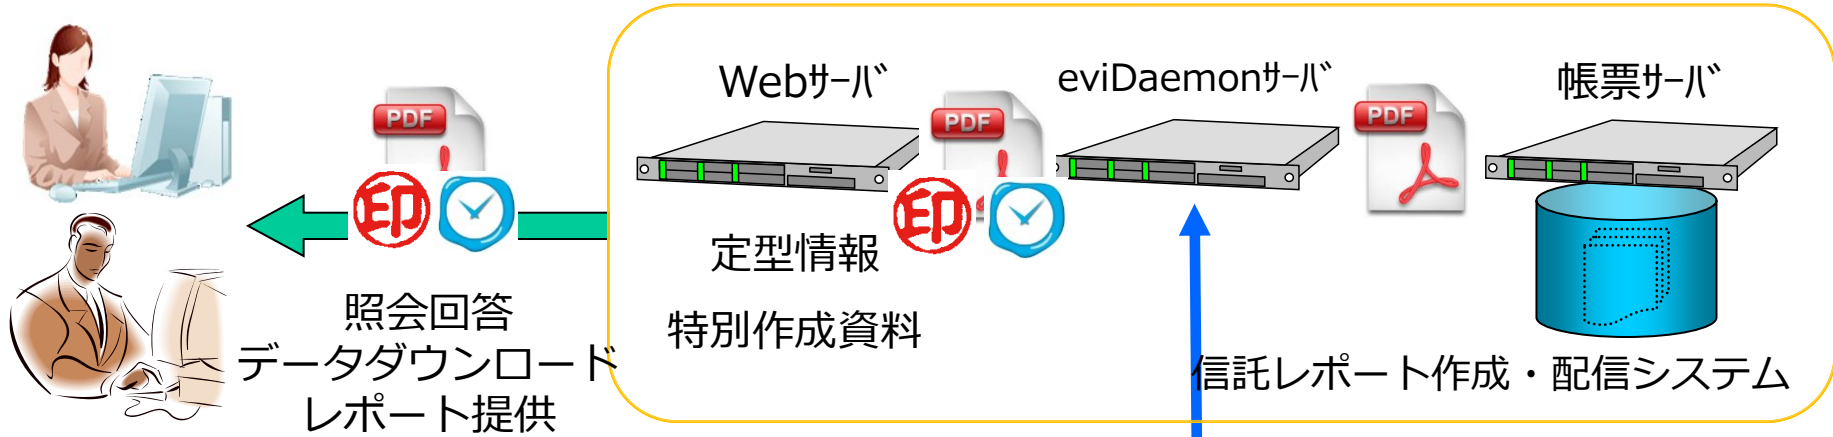 Webｻｰﾊﾞ
eviDaemonｻｰﾊﾞ
帳票ｻｰﾊﾞ
PDF
PDF
PDF
印
印
定型情報
特別作成資料
照会回答
データダウンロード
レポート提供
信託レポート作成・配信システム